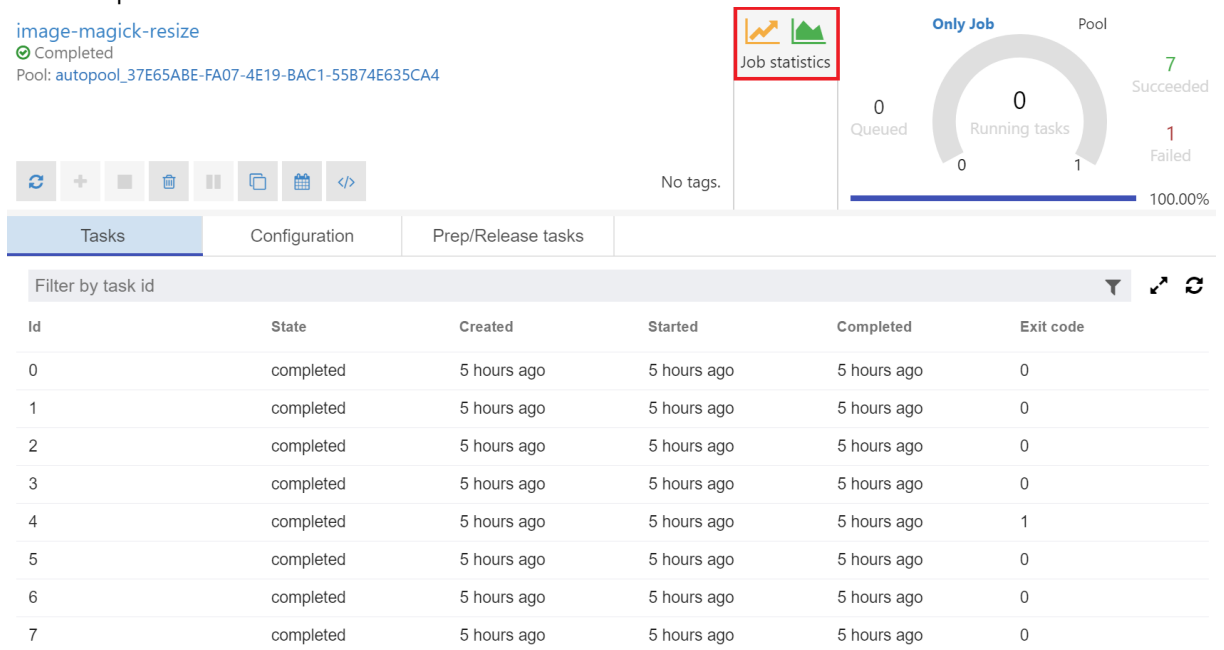 image-magick-resize
Completed
Pool: autopool_37E65ABE-FA07-4E19-BAC1-55B74E635CA4
No tags.
Job statistics
Only Job Pool
0
Queued
0
Running tasks
0 1
7
Succeeded
1
Failed
100.00%
Tasks Configuration Prep/Release tasks
Filter by task id
Id State Created Started Completed Exit code
0 completed 5 hours ago 5 hours ago 5 hours ago 0
1 completed 5 hours ago 5 hours ago 5 hours ago 0
2 completed 5 hours ago 5 hours ago 5 hours ago 0
3 completed 5 hours ago 5 hours ago 5 hours ago 0
4 completed 5 hours ago 5 hours ago 5 hours ago 1
5 completed 5 hours ago 5 hours ago 5 hours ago 0
6 completed 5 hours ago 5 hours ago 5 hours ago 0
7 completed 5 hours ago 5 hours ago 5 hours ago 0